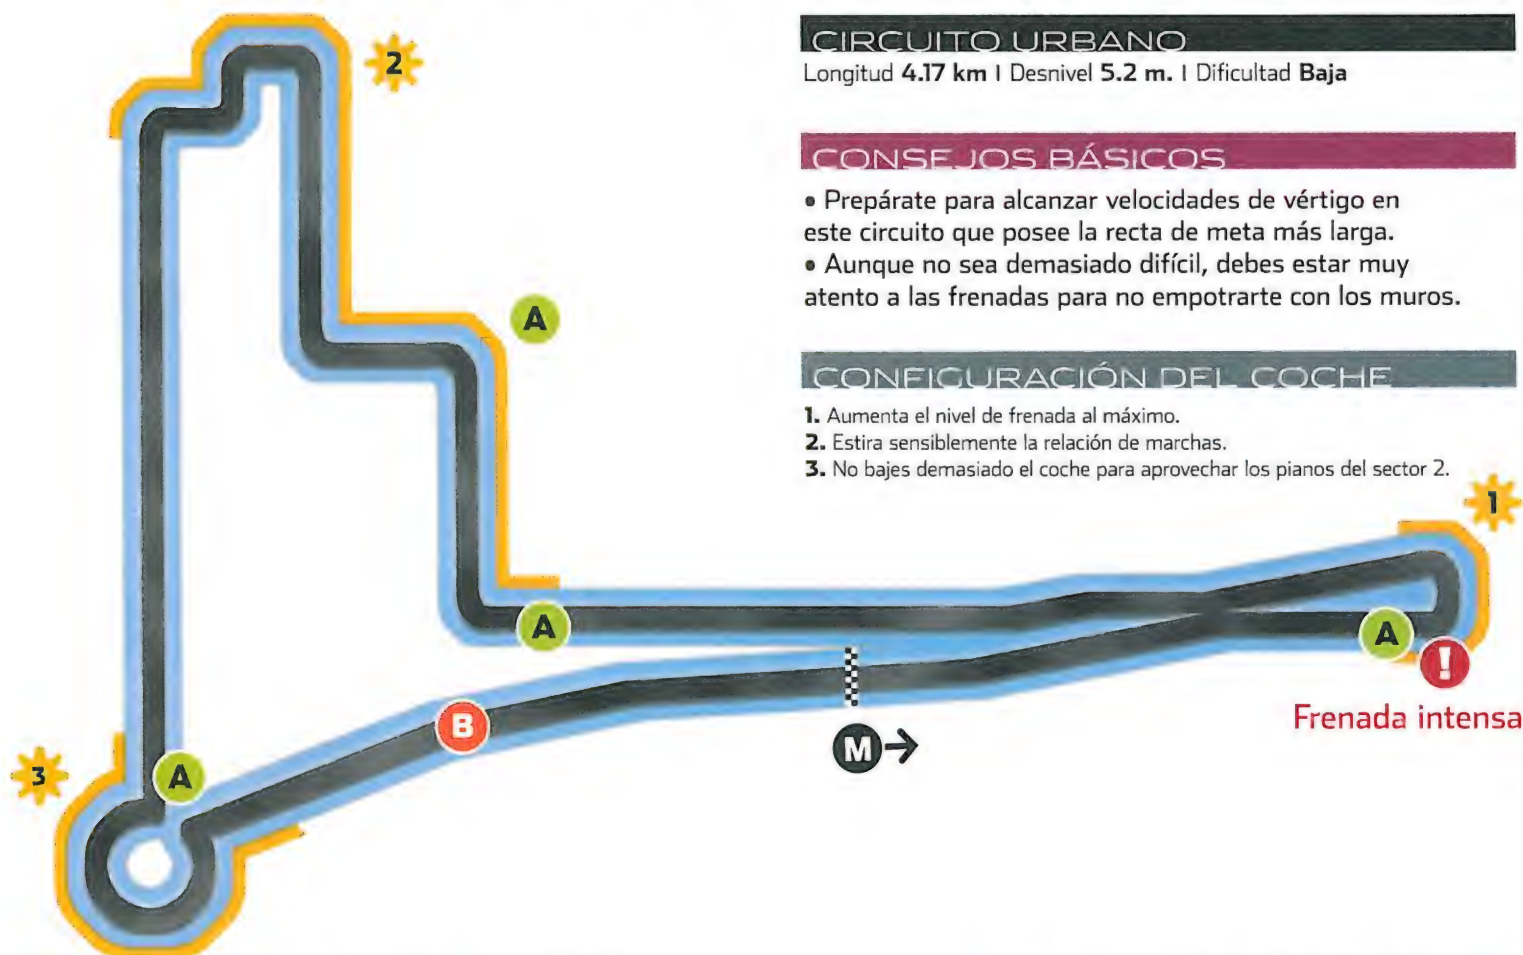 CIRCUITO URBANO
Longitud 4.17 km | Desnivel 5.2 m. | Dificultad Baja
CONSEJOS BÁSICOS
• Prepárate para alcanzar velocidades de vértigo en
este circuito que posee la recta de meta más larga.
• Aunque no sea demasiado difícil, debes estar muy
atento a las frenadas para no empotrarte con los muros.
CONFIGURACIÓN DEL COCHE
1. Aumenta el nivel de frenada al máximo.
2. Estira sensiblemente la relación de marchas.
3. No bajes demasiado el coche para aprovechar los pianos del sector 2.
2
A
1
A
A
!
Frenada intensa
B
M→
3
A